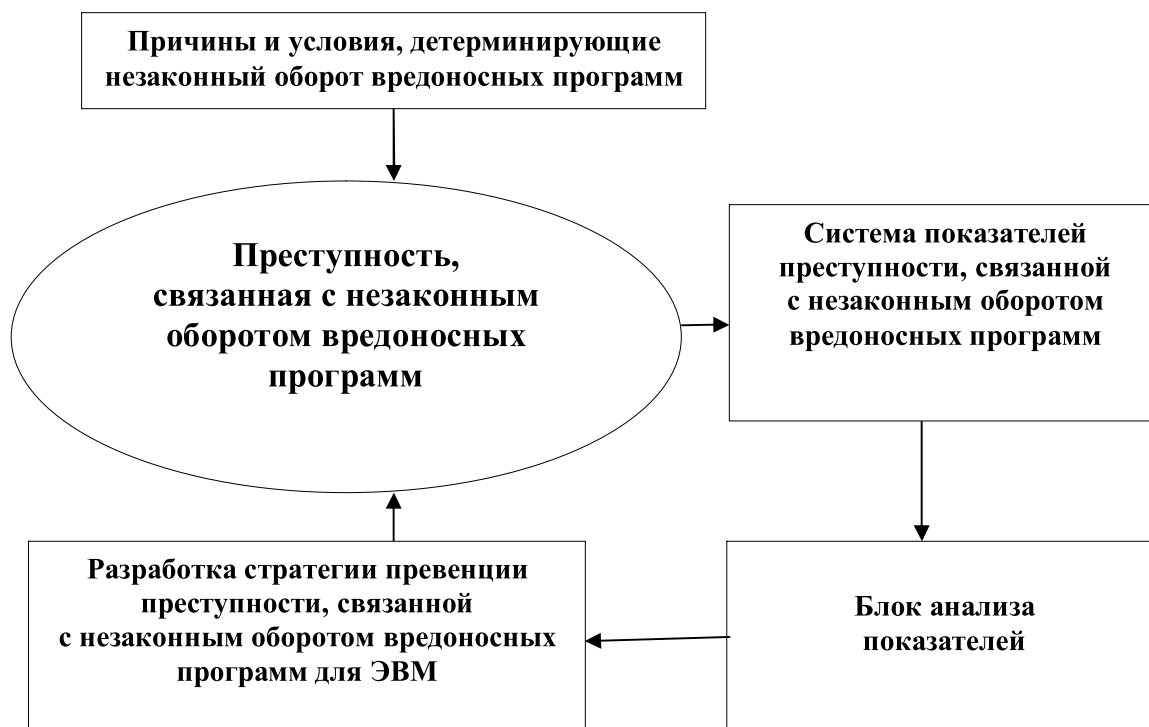 Причины и условия, детерминирующие
незаконный оборот вредоносных программ
Преступность,
связанная с незаконным
оборотом вредоносных
программ
Система показателей
преступности, связанной
с незаконным оборотом
вредоносных программ
Разработка стратегии превенции
преступности, связанной
с незаконным оборотом вредоносных
программ для ЭВМ
Блок анализа
показателей